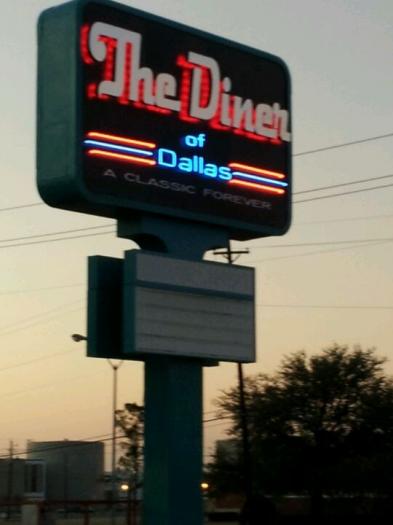 The Diner
of
Dallas
A CLASSIC FOREVER